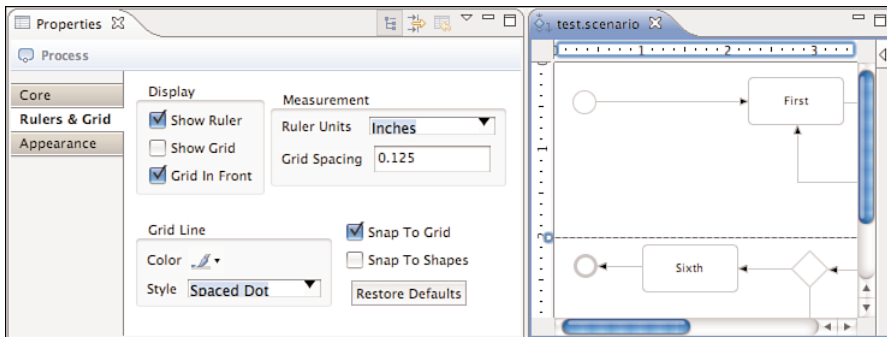 Properties
test.scenario
Process
1 2 3
Core
Rulers & Grid
Appearance
Display
Show Ruler
Show Grid
Grid In Front
Measurement
Ruler Units Inches
Grid Spacing 0.125
Grid Line
Color
Style Spaced Dot
Snap To Grid
Snap To Shapes
Restore Defaults
First
Sixth